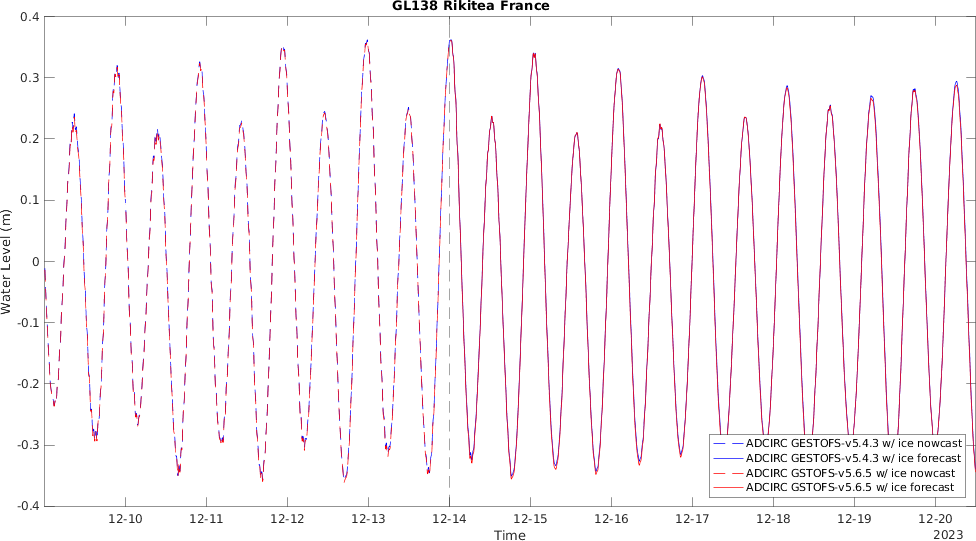 GL138 Rikitea France
Water Level (m)
0.4
0.3
0.2
0.1
0
-0.1
-0.2
-0.3
-0.4
ADCIRC GESTOFS-v5.4.3 w/ ice nowcast
ADCIRC GESTOFS-v5.4.3 w/ ice forecast
ADCIRC GSTOFS-v5.6.5 w/ ice nowcast
ADCIRC GSTOFS-v5.6.5 w/ ice forecast
12-10 12-11 12-12 12-13 12-14 12-15 12-16 12-17 12-18 12-19 12-20
Time
2023